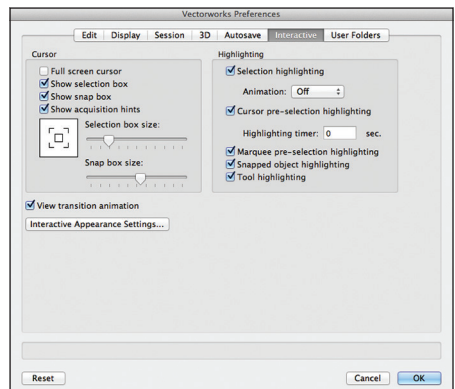 Vectorworks Preferences
Edit Display Session 3D Autosave Interactive User Folders
Cursor
Full screen cursor
Show selection box
Show snap box
Show acquisition hints
Selection box size:
Snap box size:
View transition animation
Interactive Appearance Settings...
Highlighting
Selection highlighting
Animation: Off
Cursor pre-selection highlighting
Highlighting timer: 0 sec.
Marquee pre-selection highlighting
Snapped object highlighting
Tool highlighting
Reset Cancel OK